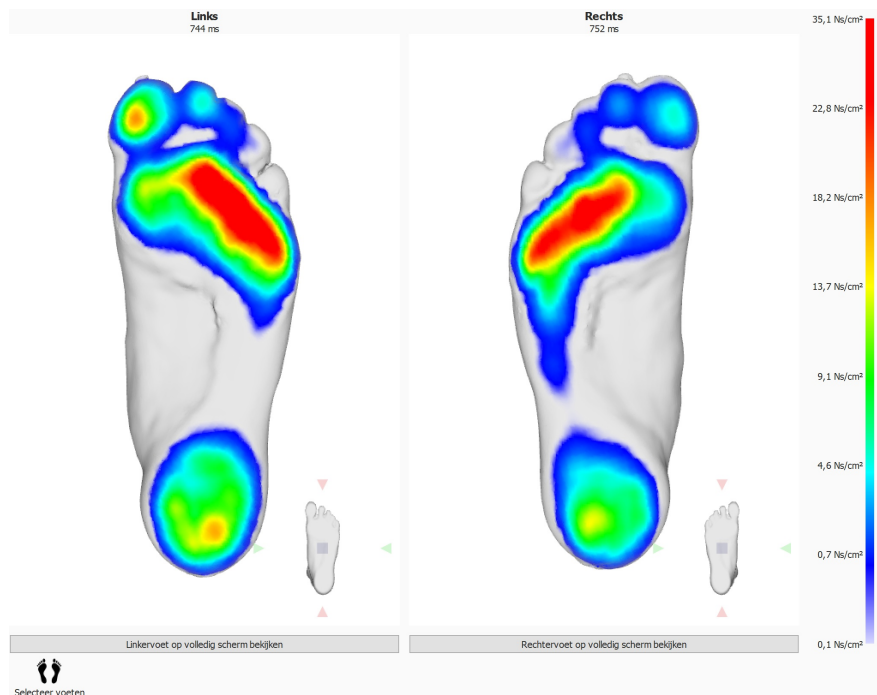 Links
744 ms
Rechts
752 ms
35,1 Ns/cm²
22,8 Ns/cm²
18,2 Ns/cm²
13,7 Ns/cm²
9,1 Ns/cm²
4,6 Ns/cm²
0,7 Ns/cm²
0,1 Ns/cm²
Linkervoet op volledig scherm bekijken
Rechtervoet op volledig scherm bekijken
Selecteer voeten